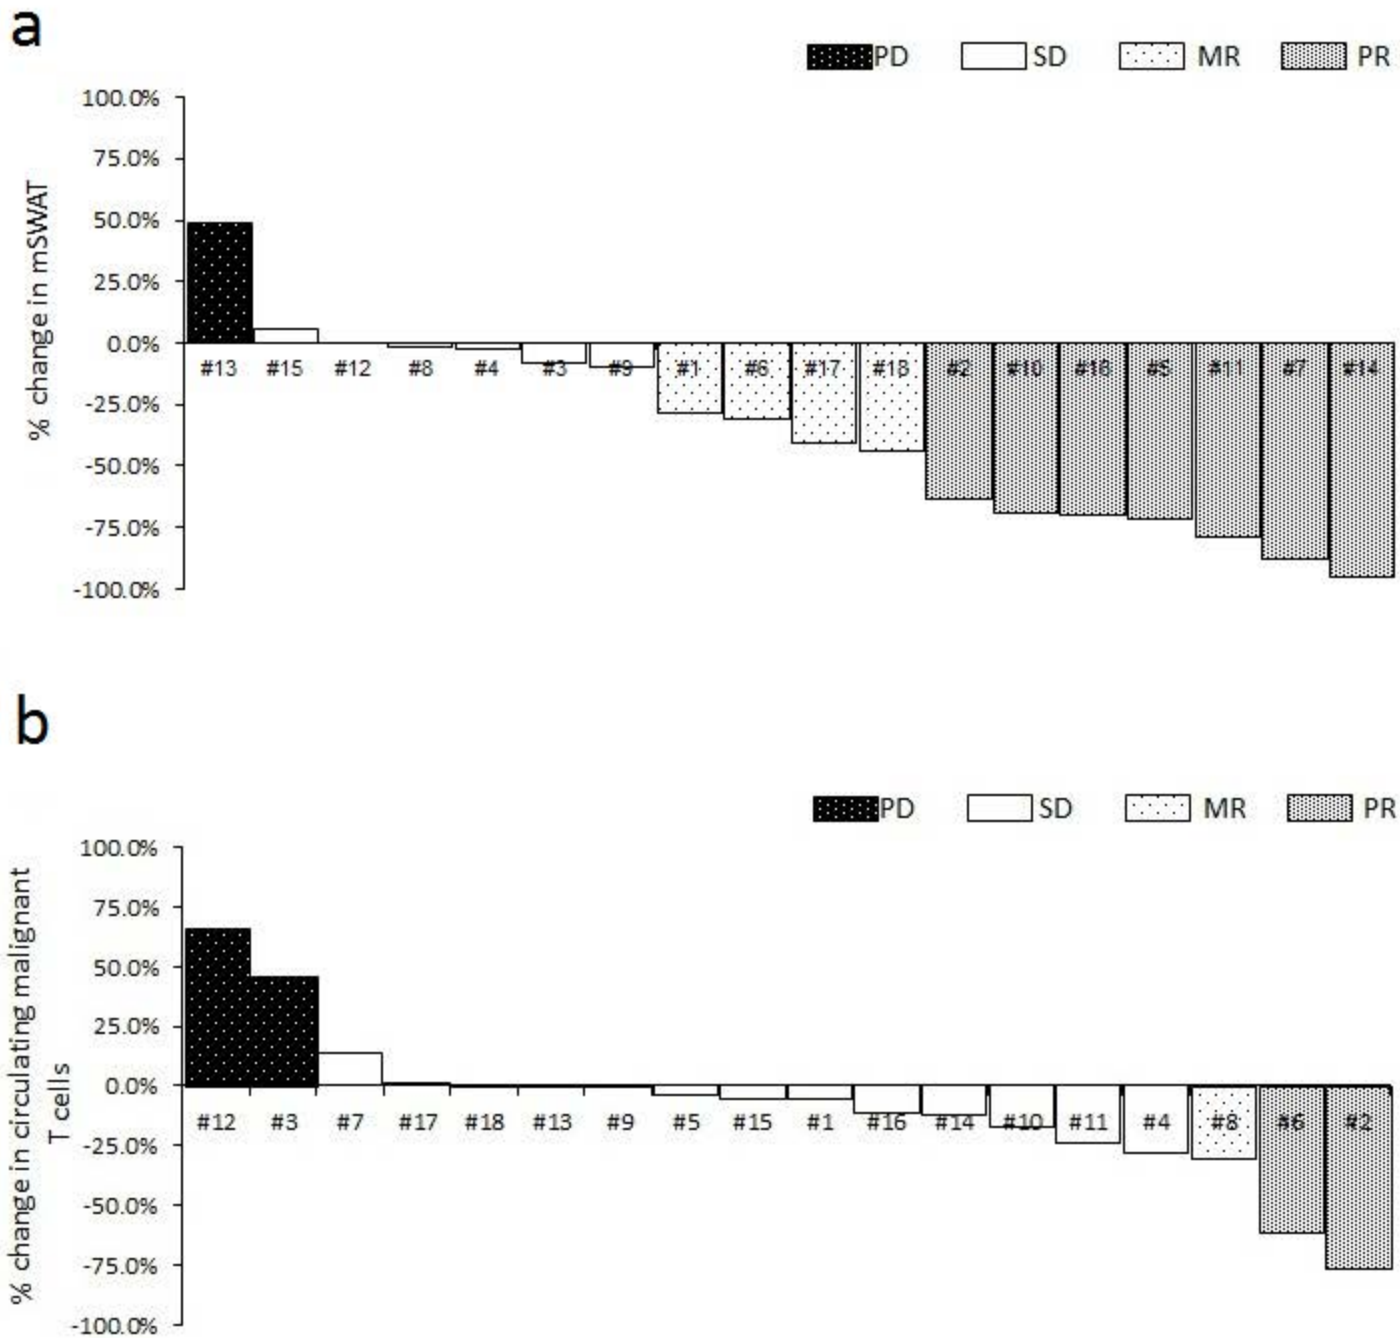 a
PD SD MR PR
100.0%
75.0%
50.0%
25.0%
0.0%
-25.0%
-50.0%
-75.0%
-100.0%
% change in mSWAT
#13 #15 #12 #8 #4 #3 #9 #1 #6 #17 #18 #2 #10 #16 #5 #11 #7 #14
b
PD SD MR PR
100.0%
75.0%
50.0%
25.0%
0.0%
-25.0%
-50.0%
-75.0%
-100.0%
% change in circulating malignant
T cells
#12 #3 #7 #17 #18 #13 #9 #5 #15 #1 #16 #14 #10 #11 #4 #8 #6 #2